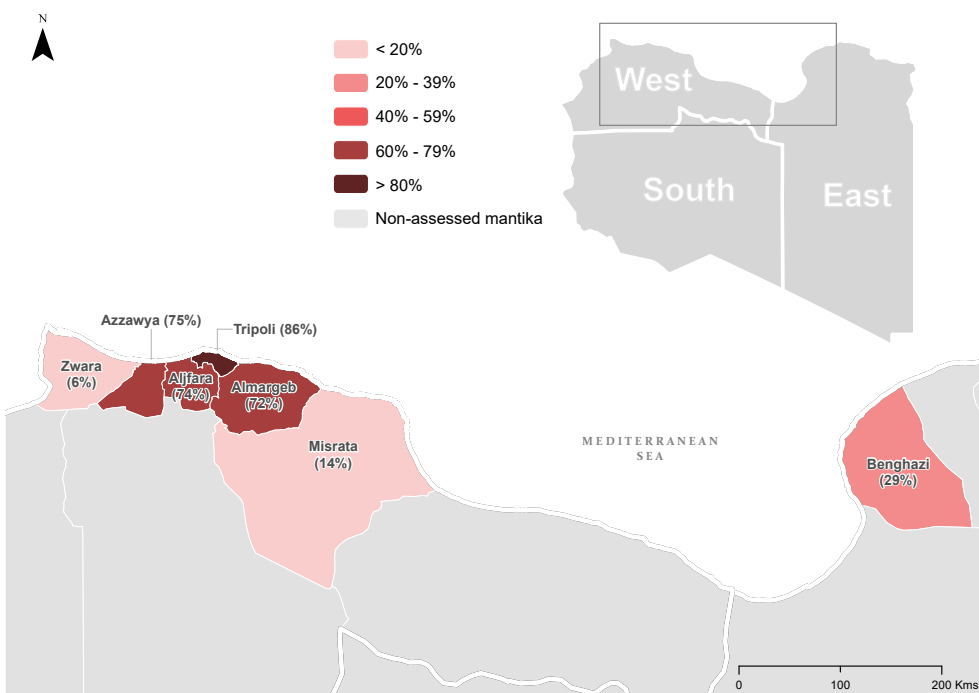 N
< 20%
20% - 39%
40% - 59%
60% - 79%
> 80%
Non-assessed mantika
West
South
East
Azzawya (75%)
Tripoli (86%)
Zwara
(6%)
Aljfara
(74%)
Almargeb
(72%)
Misrata
(14%)
MEDITERRANEAN
SEA
Benghazi
(29%)
0 100 200 Kms